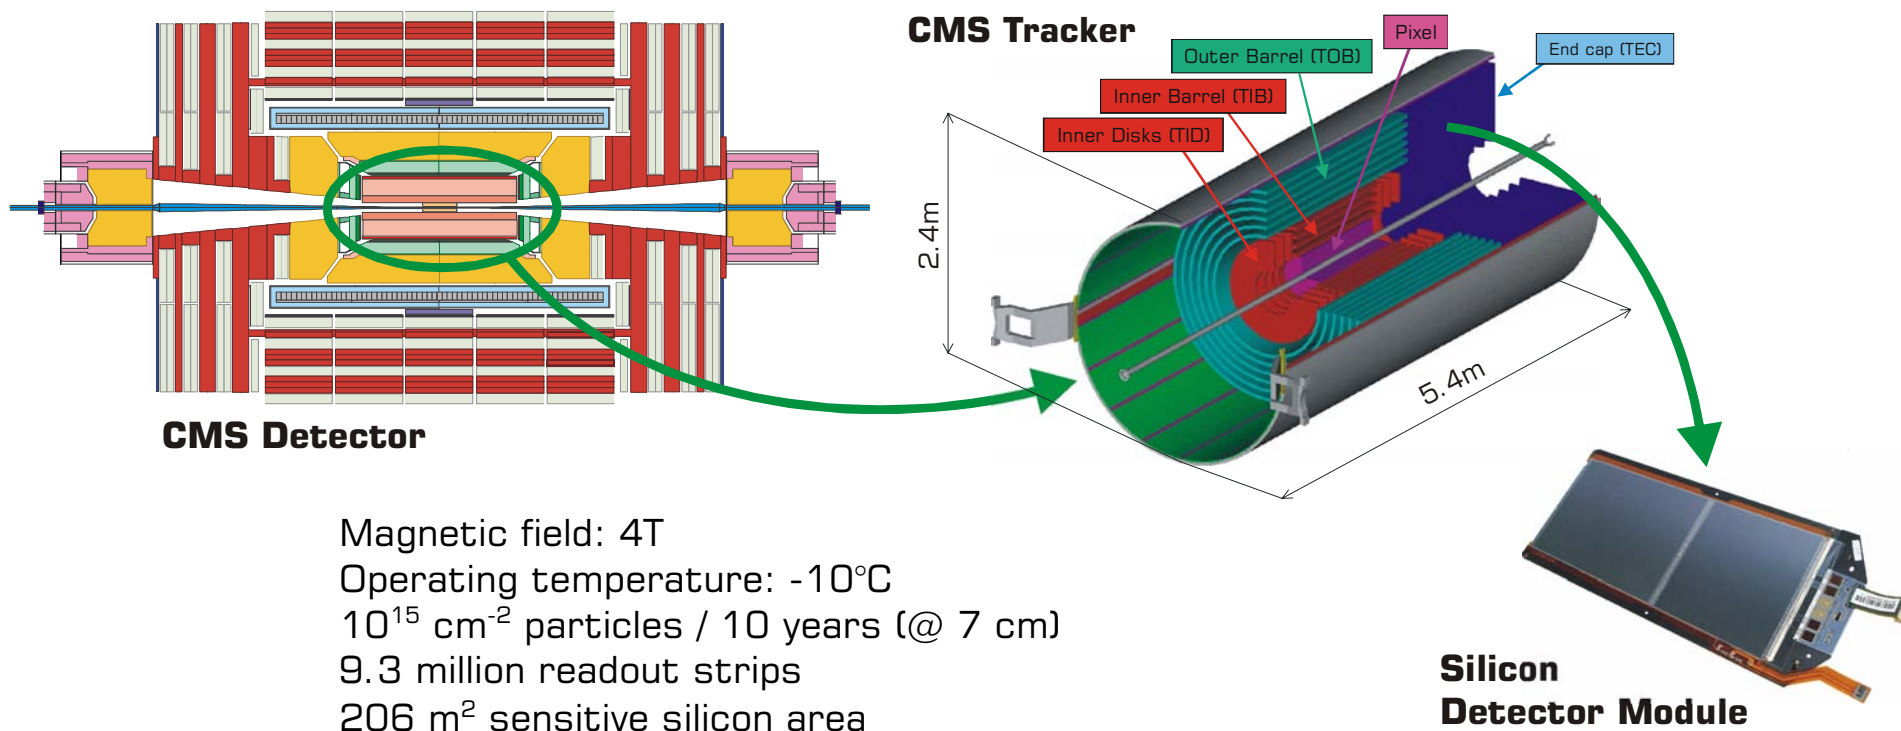 CMS Tracker
Pixel
End cap (TEC)
Outer Barrel (TOB)
Inner Barrel (TIB)
Inner Disks (TID)
2.4m
5.4m
CMS Detector
Magnetic field: 4T
Operating temperature: -10°C
10¹⁵ cm⁻² particles / 10 years (@ 7 cm)
9.3 million readout strips
206 m² sensitive silicon area
Silicon
Detector Module